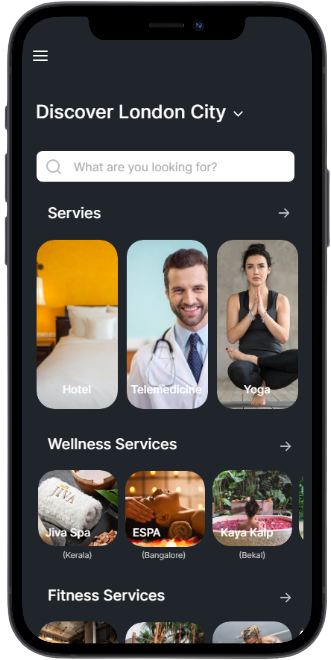 Discover London City
What are you looking for?
Servies
Hotel
Telemedicine
Yoga
Wellness Services
JIVA
Jiva Spa
ESPA
Kaya Kalp
(Kerala)
(Bangalore)
(Bekal)
Fitness Services